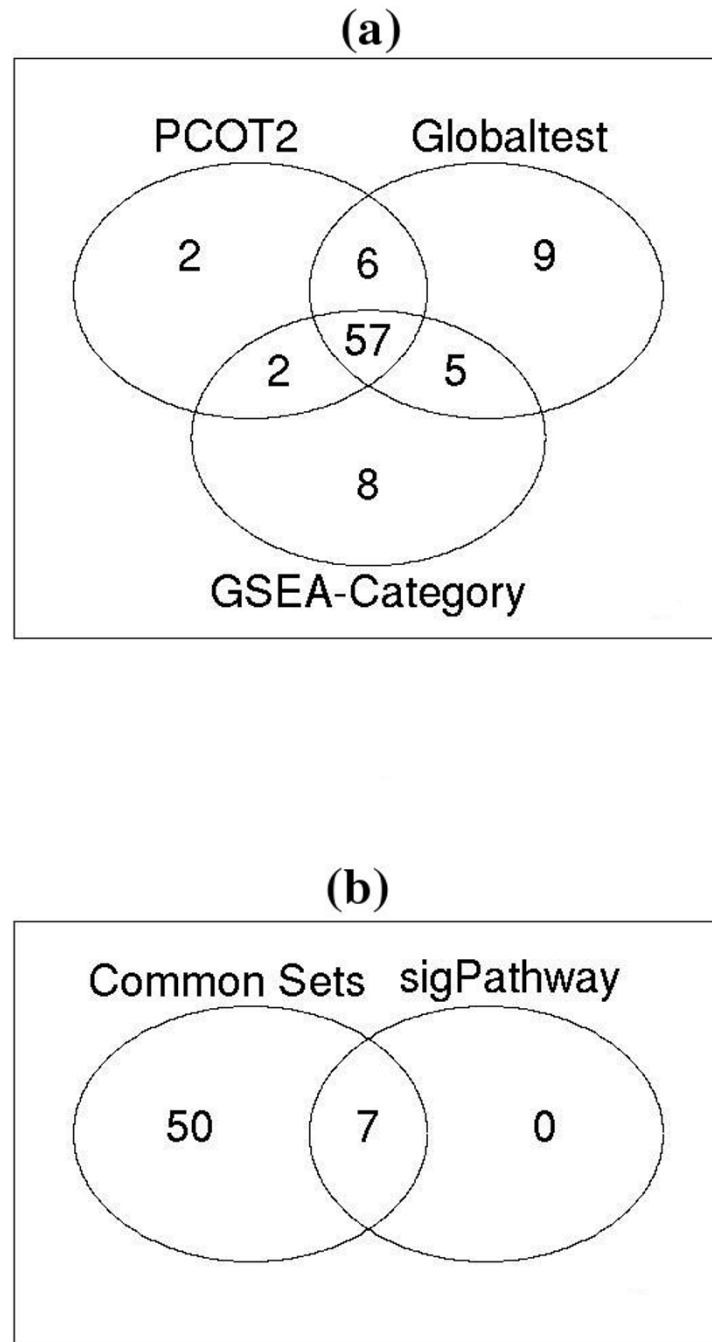 (a)
PCOT2 Globaltest
2 6 9
57
2 5
8
GSEA-Category
(b)
Common Sets sigPathway
50 7 0